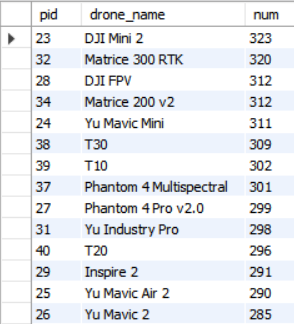 pid drone_name num
23 DJI Mini 2 323
32 Matrice 300 RTK 320
28 DJI FPV 312
34 Matrice 200 v2 312
24 Yu Mavic Mini 311
38 T30 309
39 T10 302
37 Phantom 4 Multispectral 301
27 Phantom 4 Pro v2.0 299
31 Yu Industry Pro 298
40 T20 296
29 Inspire 2 291
25 Yu Mavic Air 2 290
26 Yu Mavic 2 285